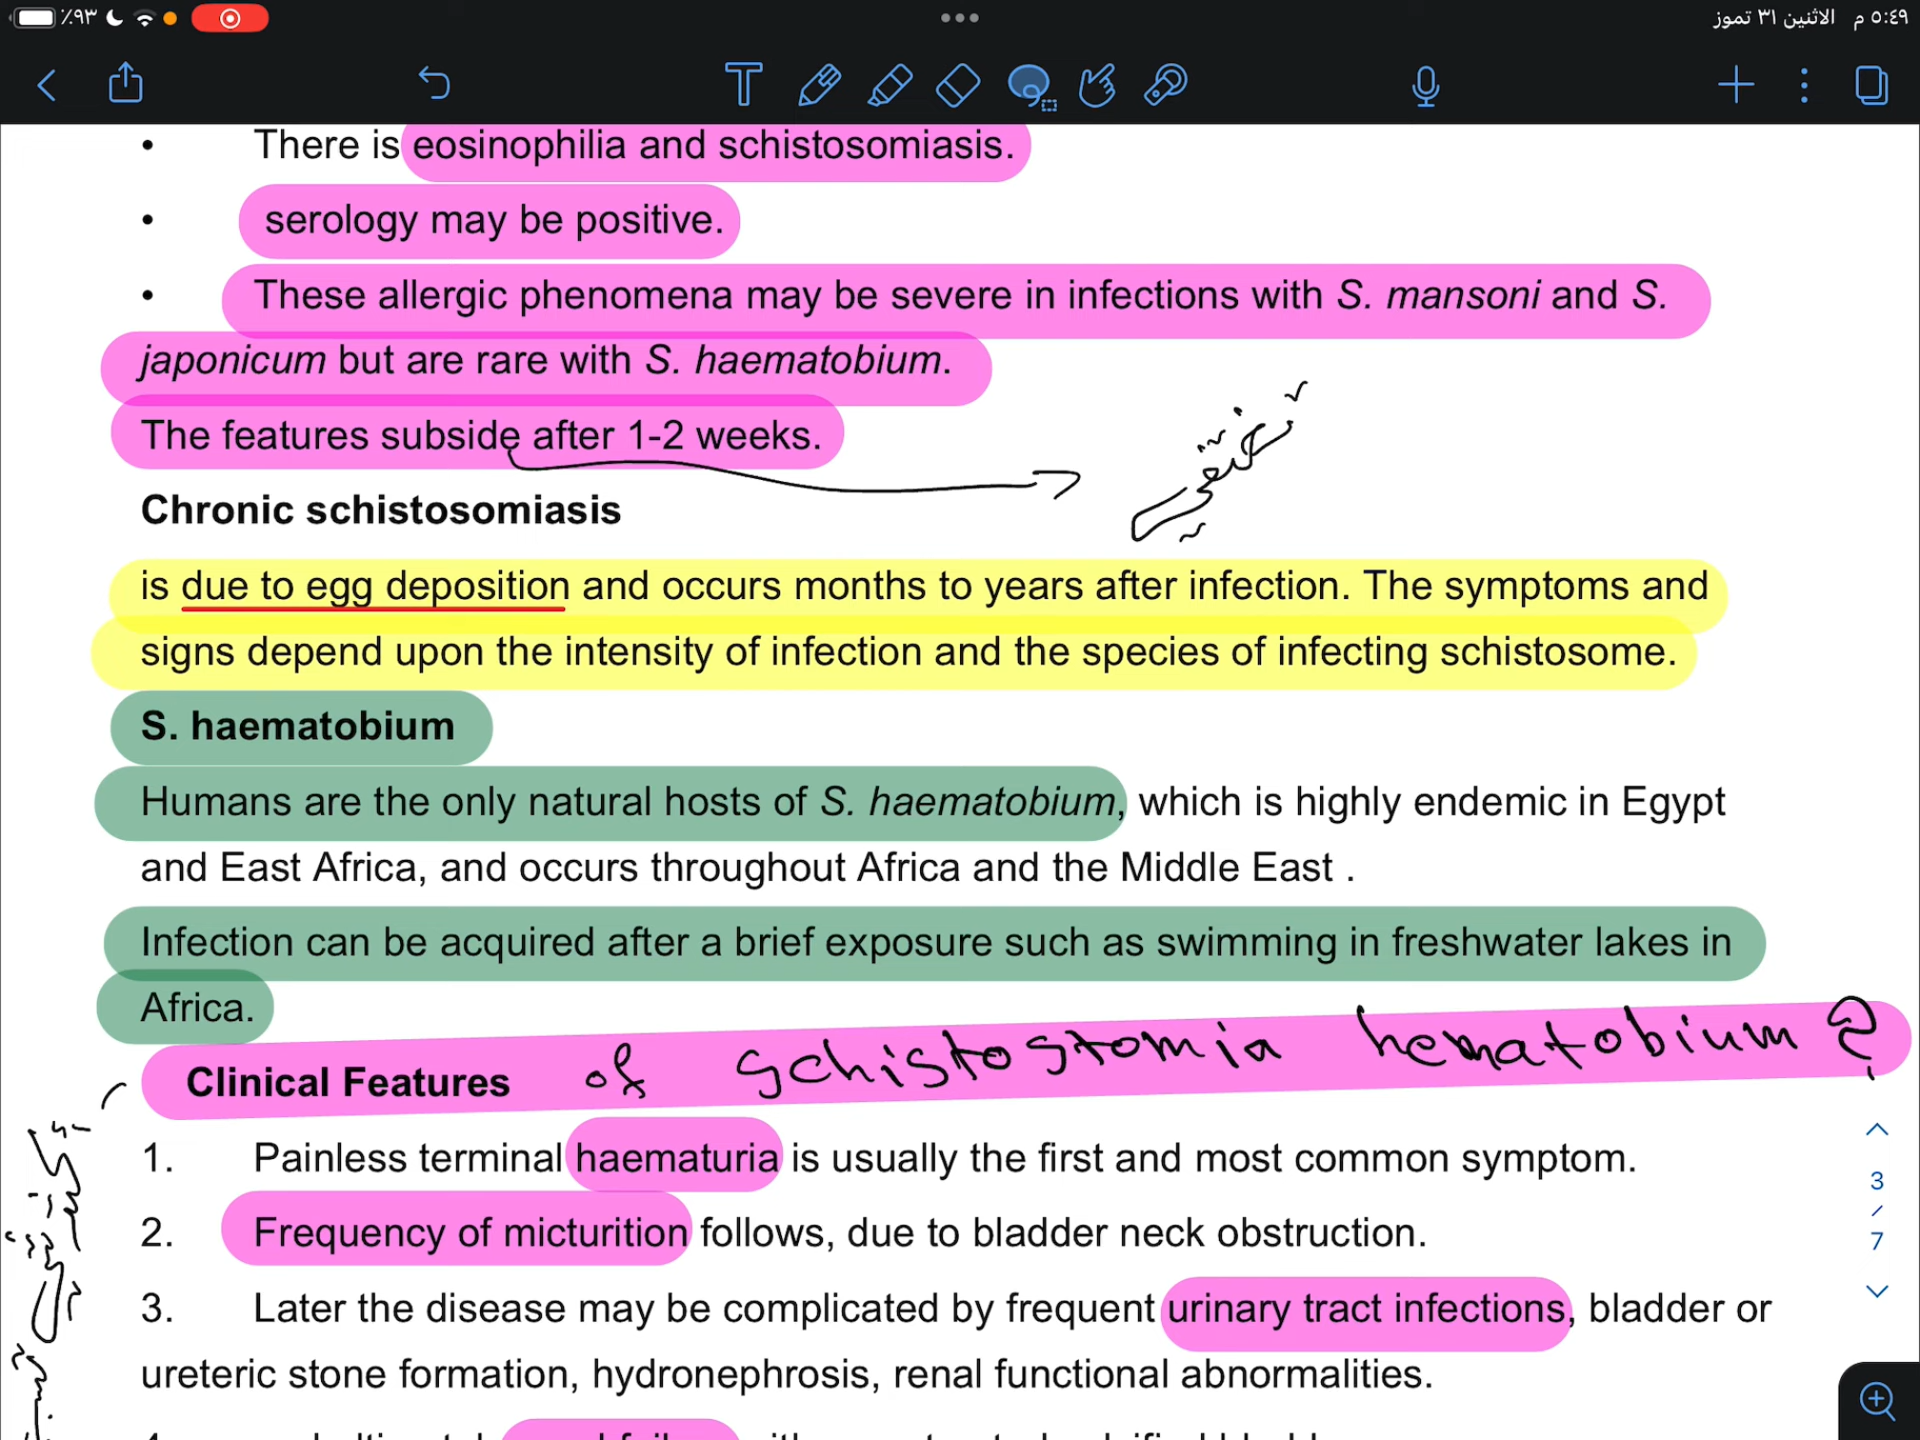 ٪٩٣
الاثنين ٣١ تموز ٥:٤٩ م
• There is eosinophilia and schistosomiasis.
• serology may be positive.
• These allergic phenomena may be severe in infections with S. mansoni and S.
japonicum but are rare with S. haematobium.
The features subside after 1-2 weeks.
Chronic schistosomiasis
is due to egg deposition and occurs months to years after infection. The symptoms and
signs depend upon the intensity of infection and the species of infecting schistosome.
S. haematobium
Humans are the only natural hosts of S. haematobium, which is highly endemic in Egypt
and East Africa, and occurs throughout Africa and the Middle East .
Infection can be acquired after a brief exposure such as swimming in freshwater lakes in
Africa.
Clinical Features of schistostomia hematobium ?
1. Painless terminal haematuria is usually the first and most common symptom.
2. Frequency of micturition follows, due to bladder neck obstruction.
3. Later the disease may be complicated by frequent urinary tract infections, bladder or
ureteric stone formation, hydronephrosis, renal functional abnormalities.
3
/
7